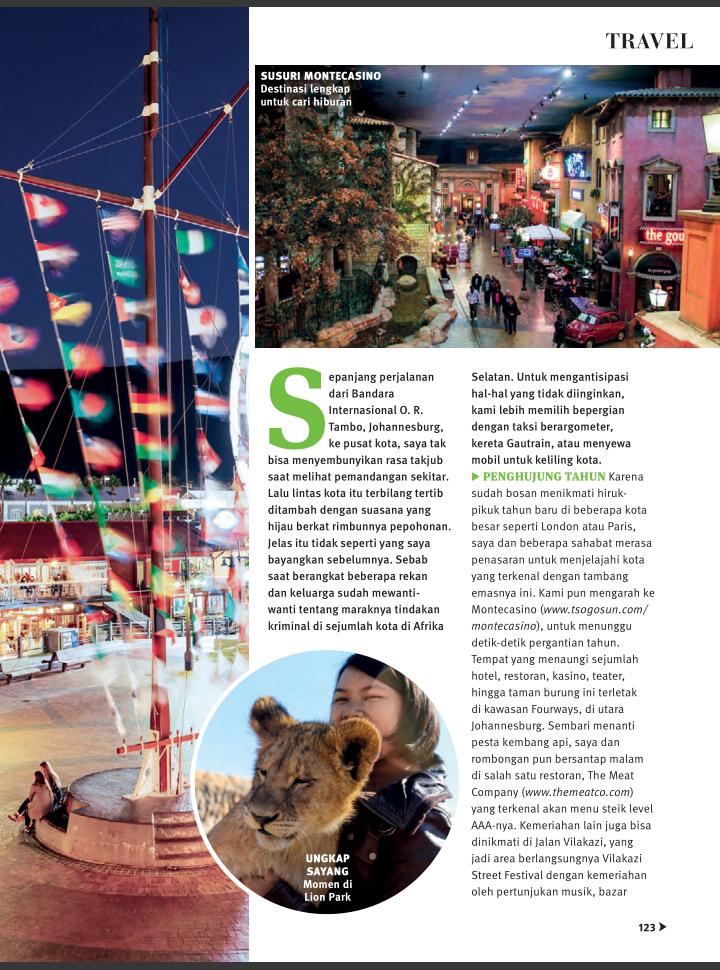 TRAVEL
SUSURI MONTECASINO
Destinasi lengkap
untuk cari hiburan
the gou
Sepanjang perjalanan
dari Bandara
Internasional O. R.
Tambo, Johannesburg,
ke pusat kota, saya tak
bisa menyembunyikan rasa takjub
saat melihat pemandangan sekitar.
Lalu lintas kota itu terbilang tertib
ditambah dengan suasana yang
hijau berkat rimbunnya pepohonan.
Jelas itu tidak seperti yang saya
bayangkan sebelumnya. Sebab
saat berangkat beberapa rekan
dan keluarga sudah mewanti-
wanti tentang maraknya tindakan
kriminal di sejumlah kota di Afrika
Selatan. Untuk mengantisipasi
hal-hal yang tidak diinginkan,
kami lebih memilih bepergian
dengan taksi berargometer,
kereta Gautrain, atau menyewa
mobil untuk keliling kota.
▶ PENGHUJUNG TAHUN Karena
sudah bosan menikmati hiruk-
pikuk tahun baru di beberapa kota
besar seperti London atau Paris,
saya dan beberapa sahabat merasa
penasaran untuk menjelajahi kota
yang terkenal dengan tambang
emasnya ini. Kami pun mengarah ke
Montecasino (www.tsogosun.com/
montecasino), untuk menunggu
detik-detik pergantian tahun.
Tempat yang menaungi sejumlah
hotel, restoran, kasino, teater,
hingga taman burung ini terletak
di kawasan Fourways, di utara
Johannesburg. Sembari menanti
pesta kembang api, saya dan
rombongan pun bersantap malam
di salah satu restoran, The Meat
Company (www.themeatco.com)
yang terkenal akan menu steik level
AAA-nya. Kemeriahan lain juga bisa
dinikmati di Jalan Vilakazi, yang
jadi area berlangsungnya Vilakazi
Street Festival dengan kemeriahan
oleh pertunjukan musik, bazar
UNGKAP
SAYANG
Momen di
Lion Park
123